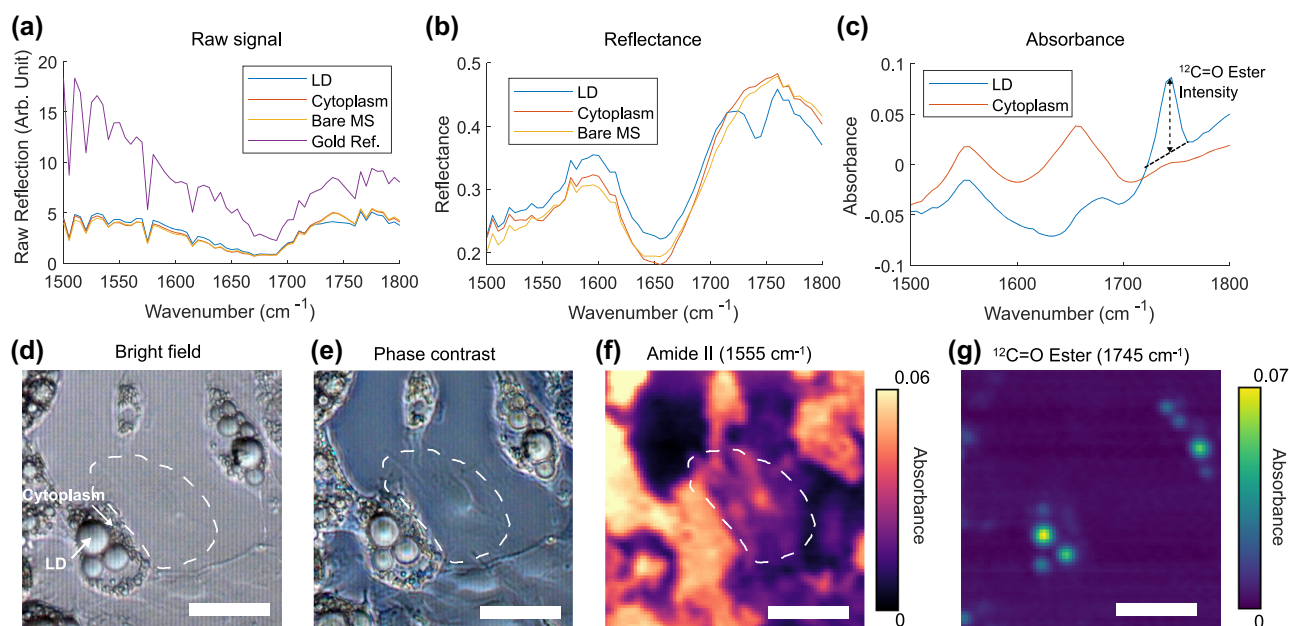 (a)
Raw signal
Raw Reflection (Arb. Unit)
20
15
10
5
0
LD
Cytoplasm
Bare MS
Gold Ref.
1500 1550 1600 1650 1700 1750 1800
Wavenumber (cm⁻¹)
(b)
Reflectance
Reflectance
0.5
0.4
0.3
0.2
LD
Cytoplasm
Bare MS
1500 1550 1600 1650 1700 1750 1800
Wavenumber (cm⁻¹)
(c)
Absorbance
Absorbance
0.1
0.05
0
-0.05
-0.1
LD
Cytoplasm
¹²C=O Ester
Intensity
1500 1600 1700 1800
Wavenumber (cm⁻¹)
(d)
Bright field
Cytoplasm
LD
(e)
Phase contrast
(f)
Amide II (1555 cm⁻¹)
0.06
Absorbance
0
(g)
¹²C=O Ester (1745 cm⁻¹)
0.07
Absorbance
0